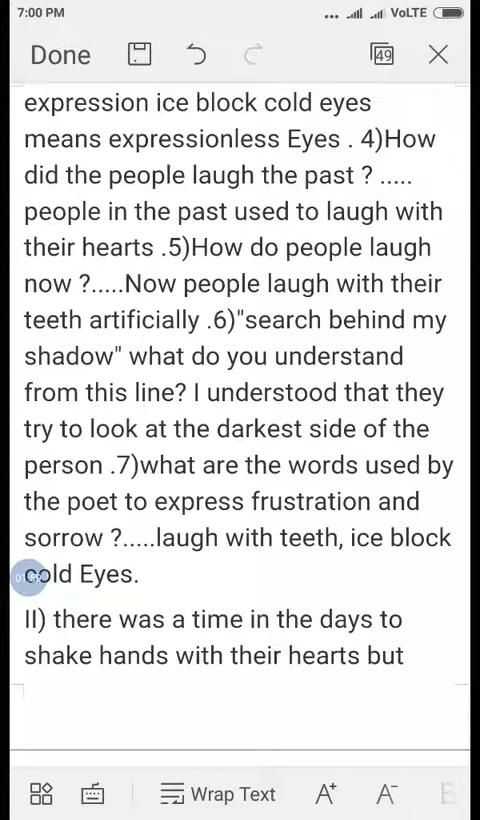 7:00 PM
... VoLTE
Done
49
expression ice block cold eyes
means expressionless Eyes . 4)How
did the people laugh the past ? .....
people in the past used to laugh with
their hearts .5)How do people laugh
now ?.....Now people laugh with their
teeth artificially .6)"search behind my
shadow" what do you understand
from this line? I understood that they
try to look at the darkest side of the
person .7)what are the words used by
the poet to express frustration and
sorrow ?.....laugh with teeth, ice block
cold Eyes.
II) there was a time in the days to
shake hands with their hearts but
Wrap Text
A+
A-
B